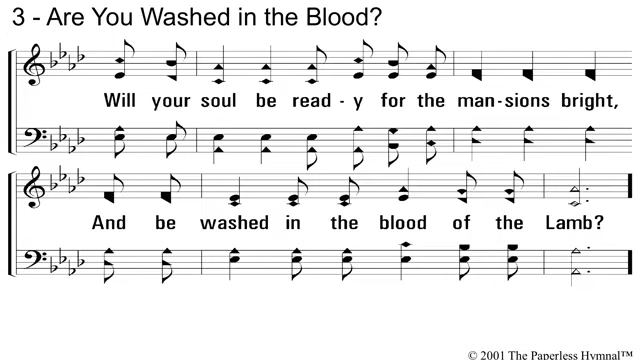 3 - Are You Washed in the Blood?
Will your soul be read - y for the man - sions bright,
And be washed in the blood of the Lamb?
© 2001 The Paperless Hymnal™